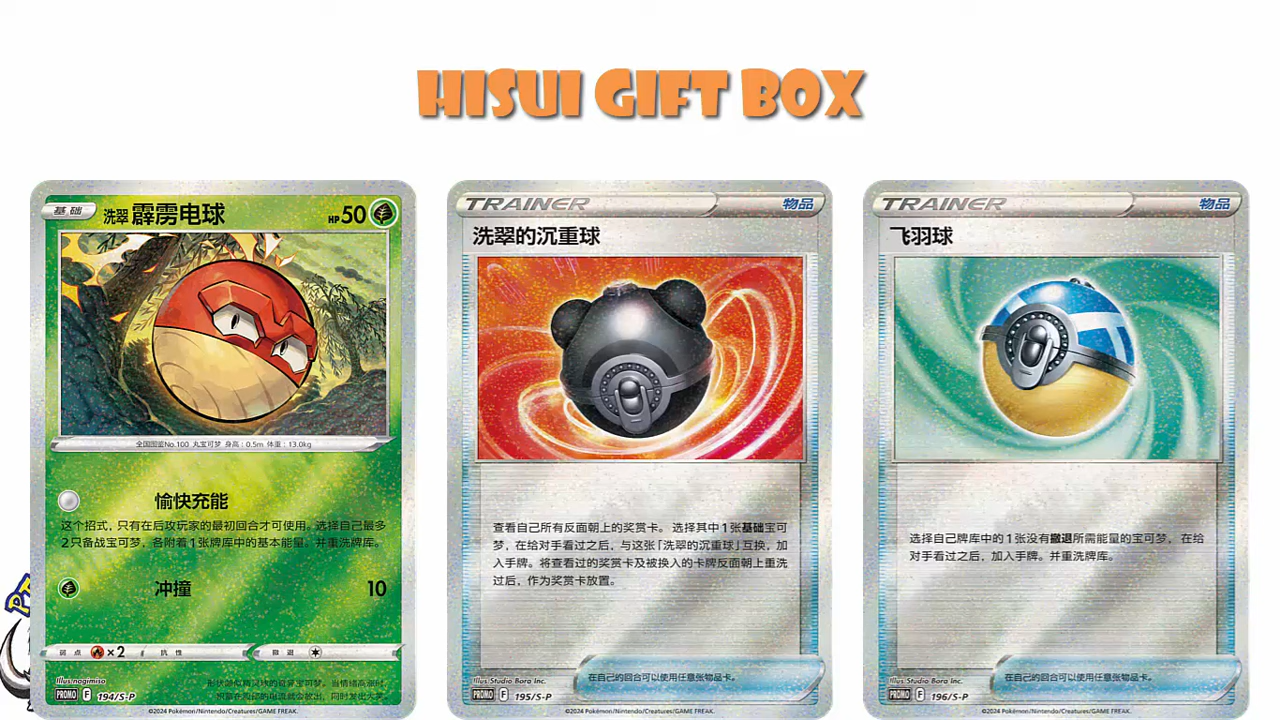 HISUI GIFT BOX
基础
洗翠 霹雳电球
HP 50
全国图鉴No.100 丸宝可梦 身高:0.5m 体重:13.0kg
愉快充能
这个招式,只有在后攻玩家的最初回合才可使用。选择自己最多
2只备战宝可梦,各附着1张牌库中的基本能量。并重洗牌库。
冲撞 10
弱点 ×2 抗性 撤退
Illus. nagimiso
PROMO F 194/S-P
©2024 Pokémon/Nintendo/Creatures/GAME FREAK.
TRAINER 物品
洗翠的沉重球
查看自己所有反面朝上的奖赏卡。选择其中1张基础宝可
梦,在给对手看过之后,与这张「洗翠的沉重球」互换,加
入手牌。将查看过的奖赏卡及被换入的卡牌反面朝上重洗
过后,作为奖赏卡放置。
在自己的回合可以使用任意张物品卡。
Illus. Studio Bora Inc.
PROMO F 195/S-P
©2024 Pokémon/Nintendo/Creatures/GAME FREAK.
TRAINER 物品
飞羽球
选择自己牌库中的1张没有撤退所需能量的宝可梦,在给
对手看过之后,加入手牌。并重洗牌库。
在自己的回合可以使用任意张物品卡。
Illus. Studio Bora Inc.
PROMO F 196/S-P
©2024 Pokémon/Nintendo/Creatures/GAME FREAK.